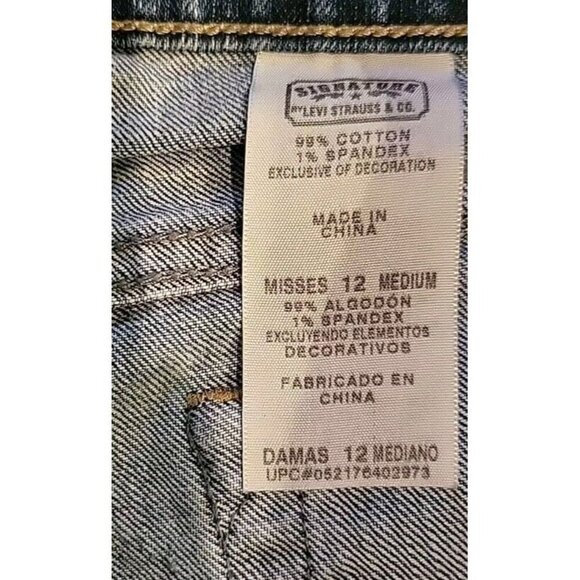 SIGNATURE
BY LEVI STRAUSS & CO.
99% COTTON
1% SPANDEX
EXCLUSIVE OF DECORATION
MADE IN
CHINA
MISSES 12 MEDIUM
99% ALGODÓN
1% SPANDEX
EXCLUYENDO ELEMENTOS
DECORATIVOS
FABRICADO EN
CHINA
DAMAS 12 MEDIANO
UPC#052176402973